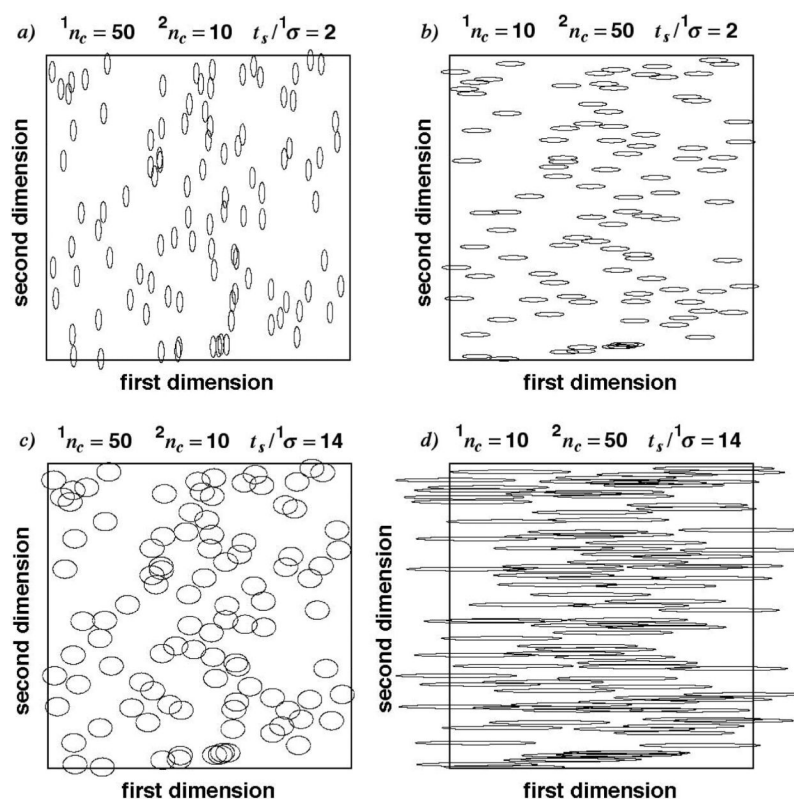 a) ¹n_c = 50 ²n_c = 10 t_s/¹σ = 2
second dimension
first dimension
b) ¹n_c = 10 ²n_c = 50 t_s/¹σ = 2
second dimension
first dimension
c) ¹n_c = 50 ²n_c = 10 t_s/¹σ = 14
second dimension
first dimension
d) ¹n_c = 10 ²n_c = 50 t_s/¹σ = 14
second dimension
first dimension